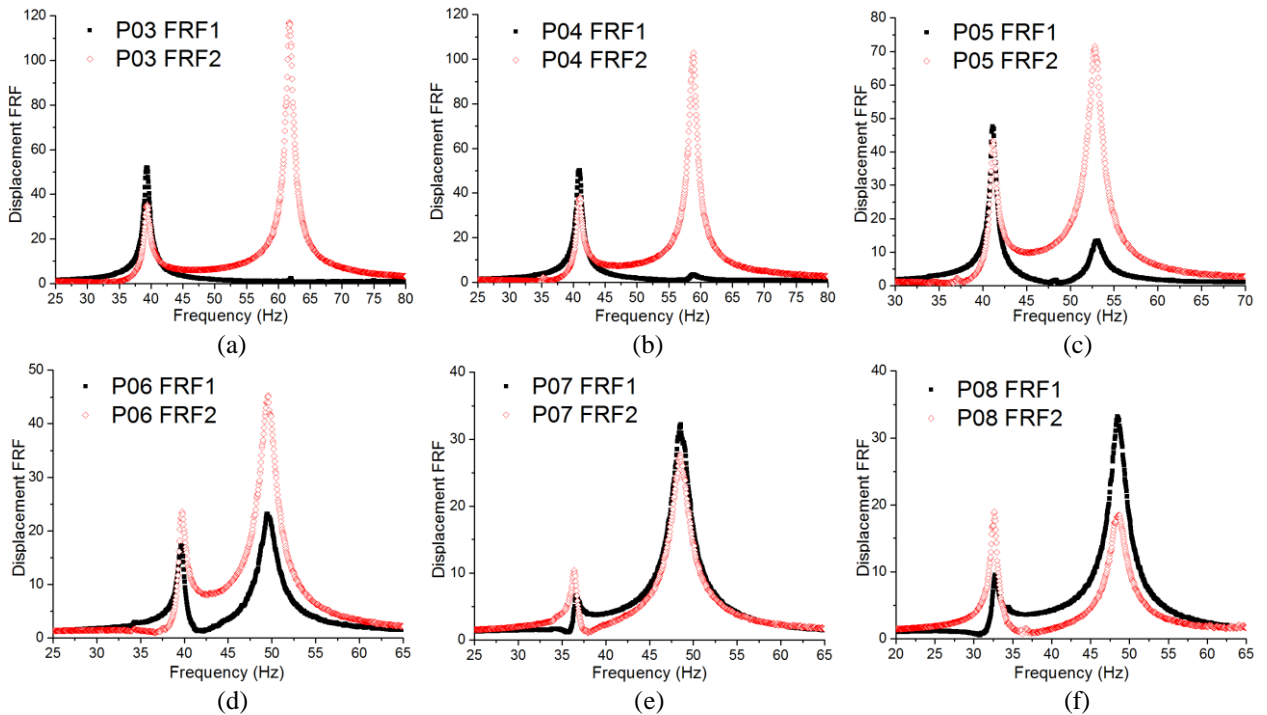 P03 FRF1
P03 FRF2
Displacement FRF
120
100
80
60
40
20
0
25 30 35 40 45 50 55 60 65 70 75 80
Frequency (Hz)
(a)
P04 FRF1
P04 FRF2
Displacement FRF
120
100
80
60
40
20
0
25 30 35 40 45 50 55 60 65 70 75 80
Frequency (Hz)
(b)
P05 FRF1
P05 FRF2
Displacement FRF
80
70
60
50
40
30
20
10
0
30 35 40 45 50 55 60 65 70
Frequency (Hz)
(c)
P06 FRF1
P06 FRF2
Displacement FRF
50
40
30
20
10
0
25 30 35 40 45 50 55 60 65
Frequency (Hz)
(d)
P07 FRF1
P07 FRF2
Displacement FRF
40
30
20
10
0
25 30 35 40 45 50 55 60 65
Frequency (Hz)
(e)
P08 FRF1
P08 FRF2
Displacement FRF
40
30
20
10
0
20 25 30 35 40 45 50 55 60 65
Frequency (Hz)
(f)